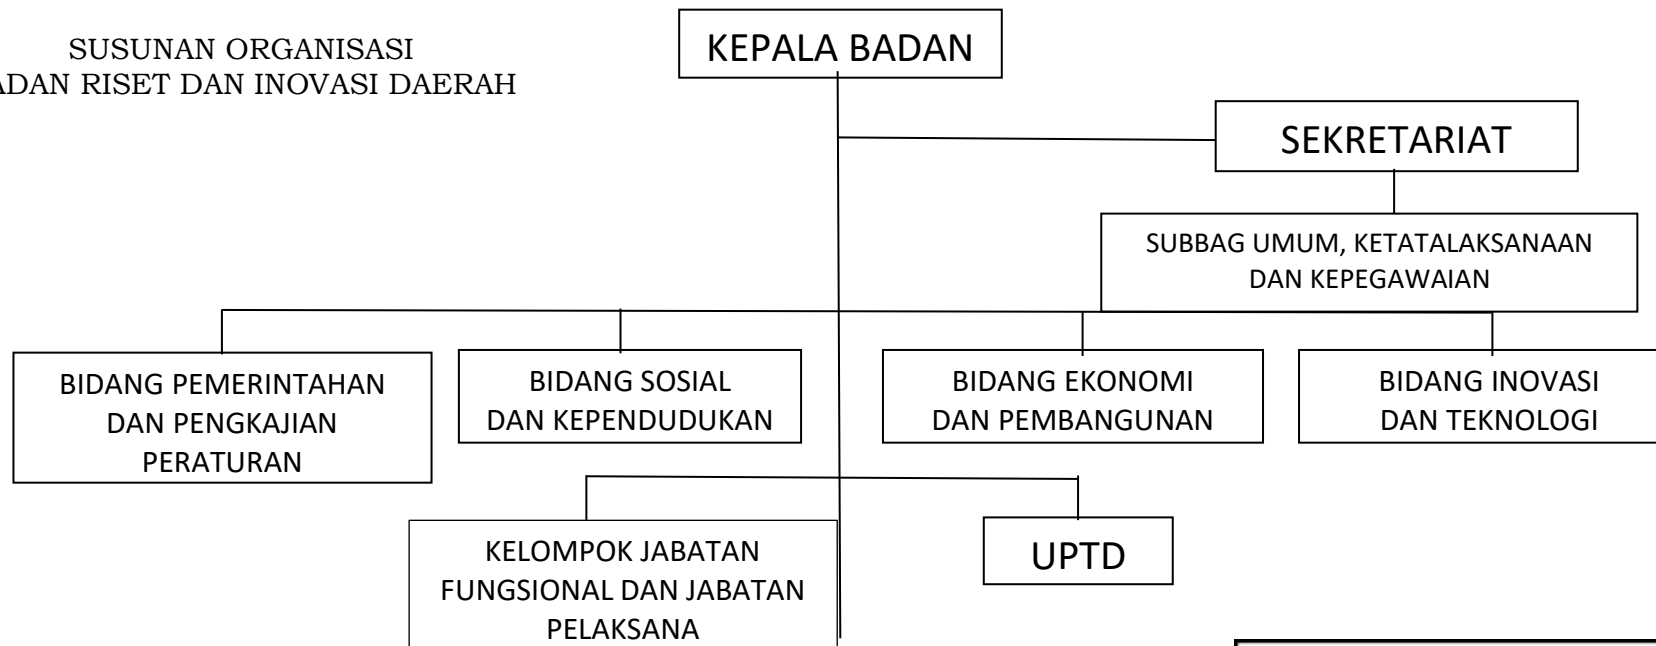 SUSUNAN ORGANISASI
ADAN RISET DAN INOVASI DAERAH
KEPALA BADAN
SEKRETARIAT
SUBBAG UMUM, KETATALAKSANAAN
DAN KEPEGAWAIAN
BIDANG PEMERINTAHAN
DAN PENGKAJIAN
PERATURAN
BIDANG SOSIAL
DAN KEPENDUDUKAN
BIDANG EKONOMI
DAN PEMBANGUNAN
BIDANG INOVASI
DAN TEKNOLOGI
KELOMPOK JABATAN
FUNGSIONAL DAN JABATAN
PELAKSANA
UPTD